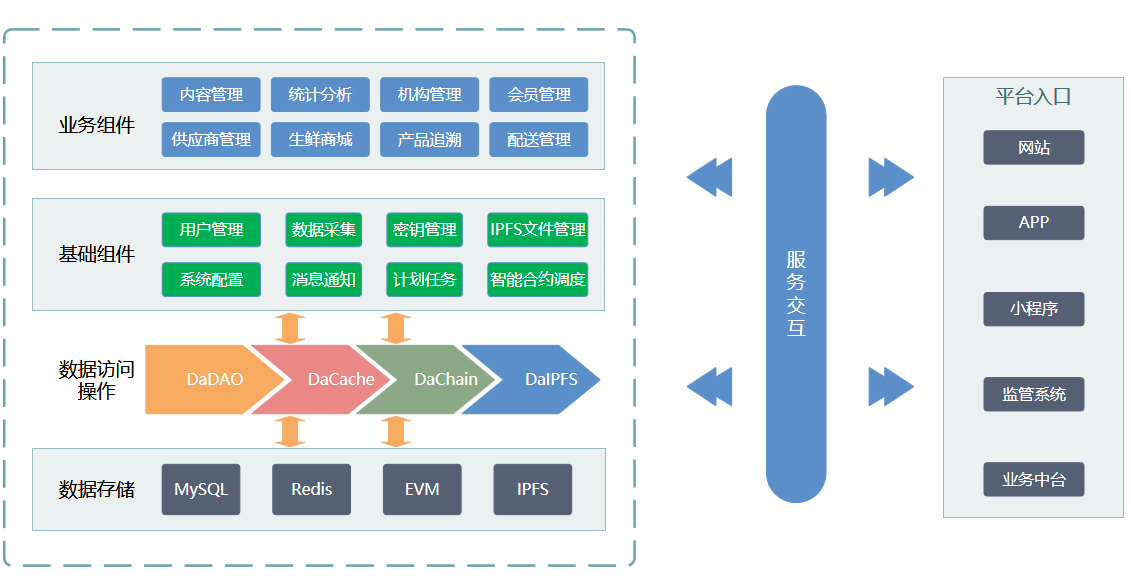 业务组件
内容管理
统计分析
机构管理
会员管理
供应商管理
生鲜商城
产品追溯
配送管理
基础组件
用户管理
数据采集
密钥管理
IPFS文件管理
系统配置
消息通知
计划任务
智能合约调度
数据访问
操作
DaDAO
DaCache
DaChain
DaIPFS
数据存储
MySQL
Redis
EVM
IPFS
服务交互
平台入口
网站
APP
小程序
监管系统
业务中台